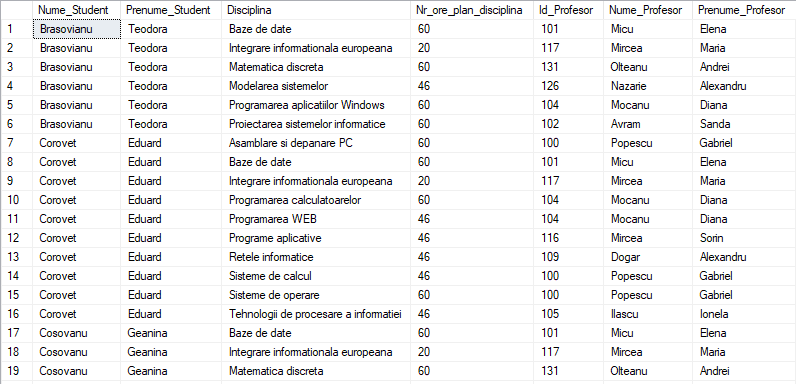 Nume_Student Prenume_Student Disciplina Nr_ore_plan_disciplina Id_Profesor Nume_Profesor Prenume_Profesor
1 Brasovianu Teodora Baze de date 60 101 Micu Elena
2 Brasovianu Teodora Integrare informationala europeana 20 117 Mircea Maria
3 Brasovianu Teodora Matematica discreta 60 131 Olteanu Andrei
4 Brasovianu Teodora Modelarea sistemelor 46 126 Nazarie Alexandru
5 Brasovianu Teodora Programarea aplicatiilor Windows 60 104 Mocanu Diana
6 Brasovianu Teodora Proiectarea sistemelor informatice 60 102 Avram Sanda
7 Corovet Eduard Asamblare si depanare PC 60 100 Popescu Gabriel
8 Corovet Eduard Baze de date 60 101 Micu Elena
9 Corovet Eduard Integrare informationala europeana 20 117 Mircea Maria
10 Corovet Eduard Programarea calculatoarelor 60 104 Mocanu Diana
11 Corovet Eduard Programarea WEB 46 104 Mocanu Diana
12 Corovet Eduard Programe aplicative 46 116 Mircea Sorin
13 Corovet Eduard Retele informatice 46 109 Dogar Alexandru
14 Corovet Eduard Sisteme de calcul 46 100 Popescu Gabriel
15 Corovet Eduard Sisteme de operare 60 100 Popescu Gabriel
16 Corovet Eduard Tehnologii de procesare a informatiei 46 105 Ilascu Ionela
17 Cosovanu Geanina Baze de date 60 101 Micu Elena
18 Cosovanu Geanina Integrare informationala europeana 20 117 Mircea Maria
19 Cosovanu Geanina Matematica discreta 60 131 Olteanu Andrei